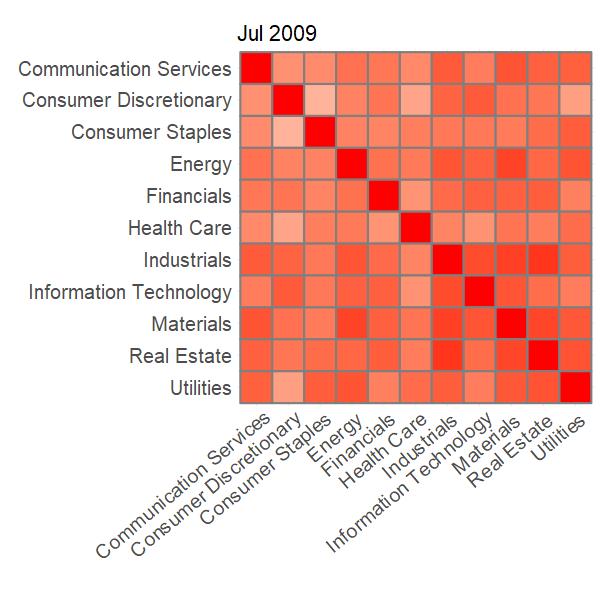 Jul 2009
Communication Services
Consumer Discretionary
Consumer Staples
Energy
Financials
Health Care
Industrials
Information Technology
Materials
Real Estate
Utilities
Communication Services
Consumer Discretionary
Consumer Staples
Energy
Financials
Health Care
Industrials
Information Technology
Materials
Real Estate
Utilities